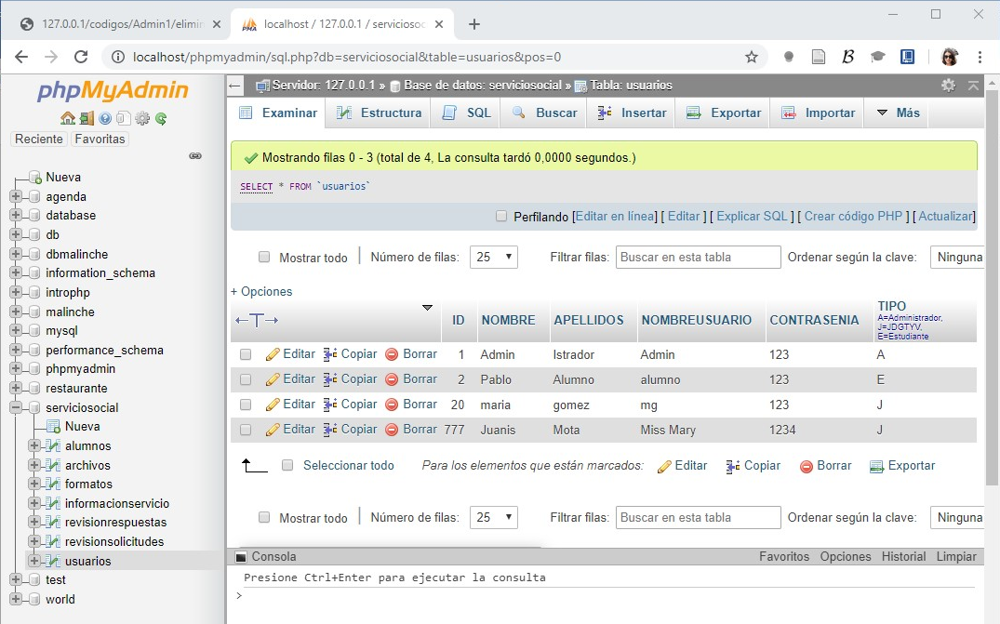 127.0.0.1/codigos/Admin1/elimin
localhost / 127.0.0.1 / serviciosoc
localhost/phpmyadmin/sql.php?db=serviciosocial&table=usuarios&pos=0
phpMyAdmin
Reciente Favoritas
Nueva
agenda
database
db
dbmalinche
information_schema
introphp
malinche
mysql
performance_schema
phpmyadmin
restaurante
serviciosocial
Nueva
alumnos
archivos
formatos
informacionservicio
revisionrespuestas
revisionsolicitudes
usuarios
test
world
Servidor: 127.0.0.1 » Base de datos: serviciosocial » Tabla: usuarios
Examinar Estructura SQL Buscar Insertar Exportar Importar Más
Mostrando filas 0 - 3 (total de 4, La consulta tardó 0,0000 segundos.)
SELECT * FROM `usuarios`
Perfilando [Editar en línea] [ Editar ] [ Explicar SQL ] [ Crear código PHP ] [ Actualizar]
Mostrar todo | Número de filas: 25 Filtrar filas: Buscar en esta tabla Ordenar según la clave: Ninguna
+ Opciones
←T→ ID NOMBRE APELLIDOS NOMBREUSUARIO CONTRASENIA TIPO
A=Administrador,
J=JDGTYV,
E=Estudiante
Editar Copiar Borrar 1 Admin Istrador Admin 123 A
Editar Copiar Borrar 2 Pablo Alumno alumno 123 E
Editar Copiar Borrar 20 maria gomez mg 123 J
Editar Copiar Borrar 777 Juanis Mota Miss Mary 1234 J
Seleccionar todo Para los elementos que están marcados: Editar Copiar Borrar Exportar
Mostrar todo | Número de filas: 25 Filtrar filas: Buscar en esta tabla Ordenar según la clave: Ninguna
Consola Favoritos Opciones Historial Limpiar
Presione Ctrl+Enter para ejecutar la consulta
>